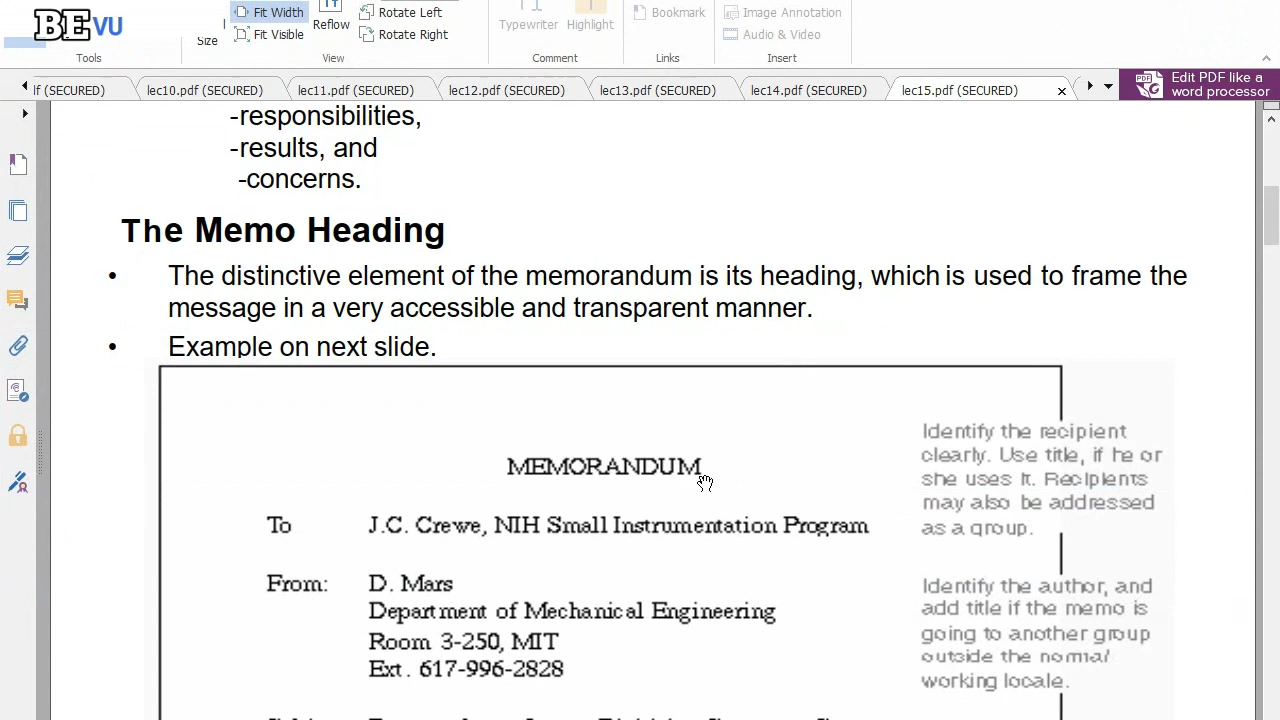 BEVU
Fit Width
Rotate Left
Bookmark
Image Annotation
Size
Fit Visible
Reflow
Rotate Right
Typewriter
Highlight
Audio & Video
Tools
View
Comment
Links
Insert
lf (SECURED)
lec10.pdf (SECURED)
lec11.pdf (SECURED)
lec12.pdf (SECURED)
lec13.pdf (SECURED)
lec14.pdf (SECURED)
lec15.pdf (SECURED)
Edit PDF like a
word processor
-responsibilities,
-results, and
-concerns.
The Memo Heading
• The distinctive element of the memorandum is its heading, which is used to frame the
message in a very accessible and transparent manner.
• Example on next slide.
MEMORANDUM
To J.C. Crewe, NIH Small Instrumentation Program
From: D. Mars
Department of Mechanical Engineering
Room 3-250, MIT
Ext. 617-996-2828
Identify the recipient
clearly. Use title, if he or
she uses it. Recipients
may also be addressed
as a group.
Identify the author, and
add title if the memo is
going to another group
outside the normal
working locale.